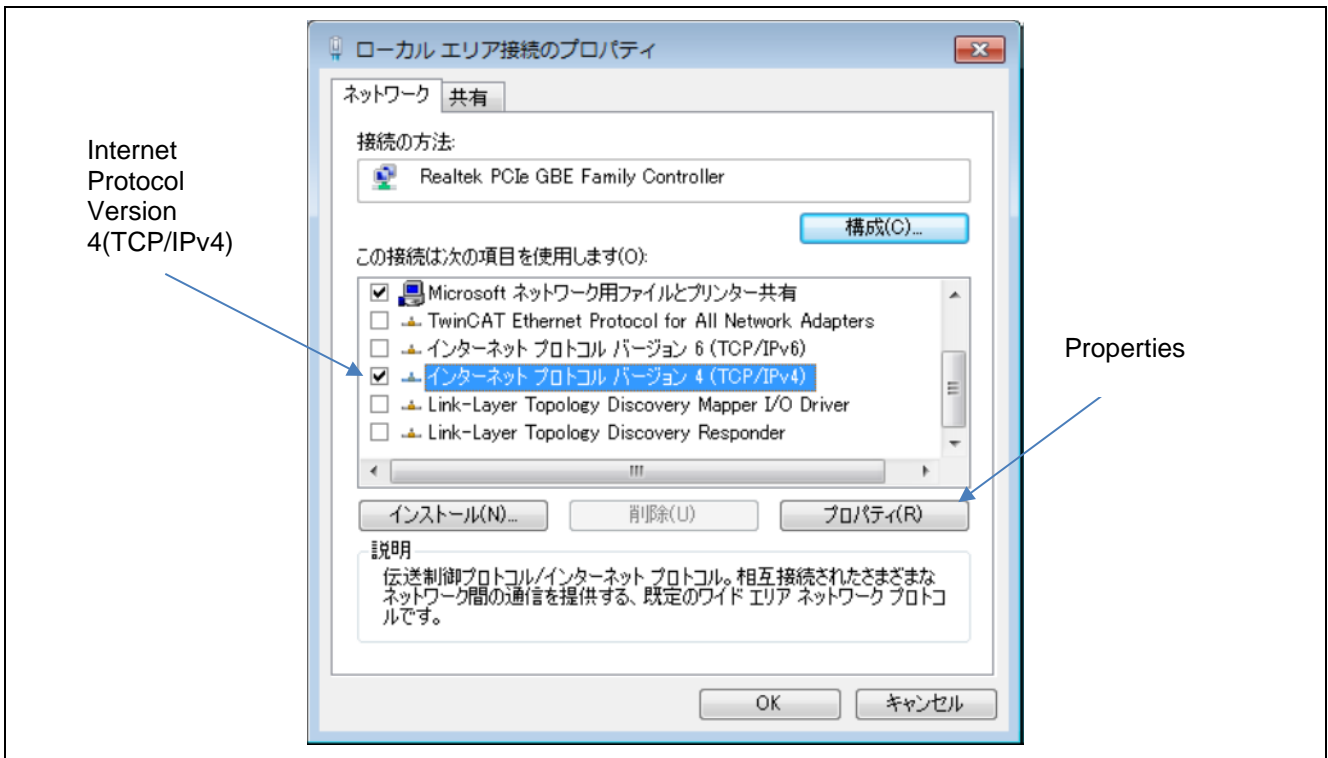 ローカル エリア接続のプロパティ
ネットワーク 共有
接続の方法:
Realtek PCIe GBE Family Controller
構成(C)...
この接続は次の項目を使用します(O):
Microsoft ネットワーク用ファイルとプリンター共有
TwinCAT Ethernet Protocol for All Network Adapters
インターネット プロトコル バージョン 6 (TCP/IPv6)
インターネット プロトコル バージョン 4 (TCP/IPv4)
Link-Layer Topology Discovery Mapper I/O Driver
Link-Layer Topology Discovery Responder
インストール(N)... 削除(U) プロパティ(R)
説明
伝送制御プロトコル/インターネット プロトコル。相互接続されたさまざまな
ネットワーク間の通信を提供する、既定のワイド エリア ネットワーク プロトコ
ルです。
OK キャンセル
Internet
Protocol
Version
4(TCP/IPv4)
Properties